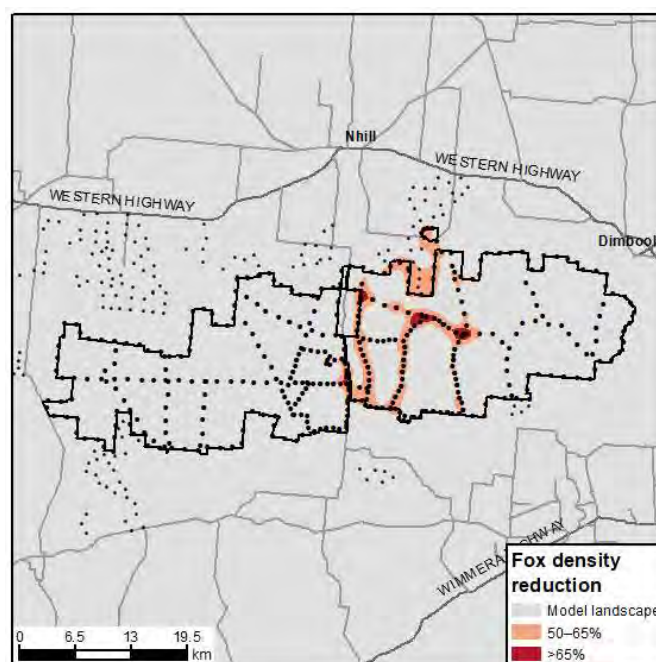 Nhill
WESTERN HIGHWAY
WESTERN HIGHWAY
Dimbool
WIMMERA HIGHWAY
Fox density
reduction
Model landscape
50–65%
>65%
0 6.5 13 19.5
km